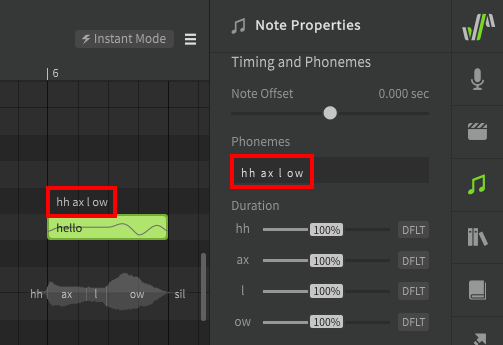 Instant Mode
6
hh ax l ow
hello
hh ax l ow sil
Note Properties
Timing and Phonemes
Note Offset 0.000 sec
Phonemes
hh ax l ow
Duration
hh 100% DFLT
ax 100% DFLT
l 100% DFLT
ow 100% DFLT